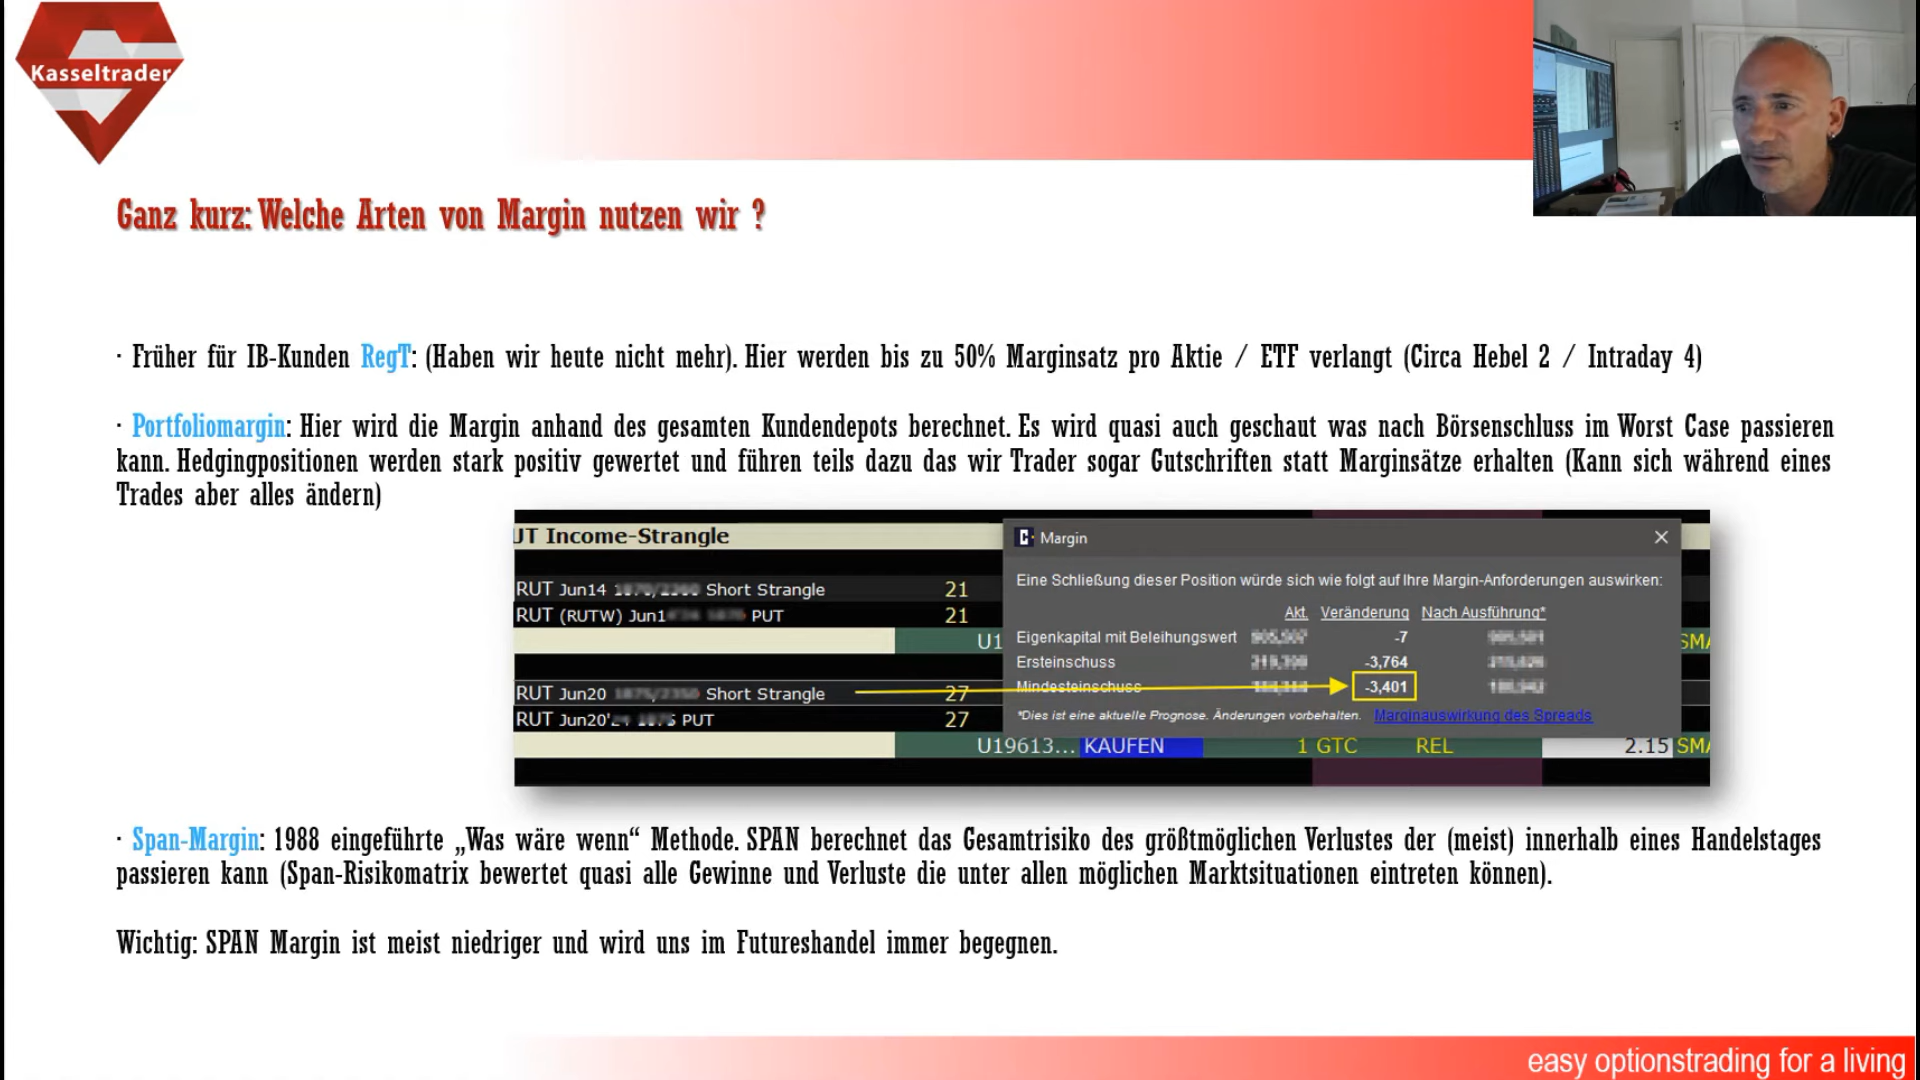 Kasseltrader
Ganz kurz: Welche Arten von Margin nutzen wir ?
· Früher für IB-Kunden RegT: (Haben wir heute nicht mehr). Hier werden bis zu 50% Marginsatz pro Aktie / ETF verlangt (Circa Hebel 2 / Intraday 4)
· Portfoliomargin: Hier wird die Margin anhand des gesamten Kundendepots berechnet. Es wird quasi auch geschaut was nach Börsenschluss im Worst Case passieren
kann. Hedgingpositionen werden stark positiv gewertet und führen teils dazu das wir Trader sogar Gutschriften statt Marginsätze erhalten (Kann sich während eines
Trades aber alles ändern)
UT Income-Strangle
RUT Jun14 Short Strangle 21
RUT (RUTW) Jun1 PUT 21
U1 SMA
RUT Jun20 Short Strangle 27
RUT Jun20' PUT 27
U19613... KAUFEN 1 GTC REL 2.15 SMA
Margin
Eine Schließung dieser Position würde sich wie folgt auf Ihre Margin-Anforderungen auswirken:
Akt. Veränderung Nach Ausführung*
Eigenkapital mit Beleihungswert -7
Ersteinschuss -3,764
Mindesteinschuss -3,401
*Dies ist eine aktuelle Prognose. Änderungen vorbehalten. Marginauswirkung des Spreads
· Span-Margin: 1988 eingeführte „Was wäre wenn“ Methode. SPAN berechnet das Gesamtrisiko des größtmöglichen Verlustes der (meist) innerhalb eines Handelstages
passieren kann (Span-Risikomatrix bewertet quasi alle Gewinne und Verluste die unter allen möglichen Marktsituationen eintreten können).
Wichtig: SPAN Margin ist meist niedriger und wird uns im Futureshandel immer begegnen.
easy optionstrading for a living